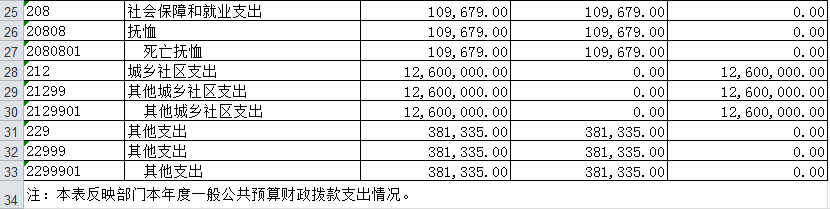 25 208 社会保障和就业支出 109,679.00 109,679.00 0.00
26 20808 抚恤 109,679.00 109,679.00 0.00
27 2080801 死亡抚恤 109,679.00 109,679.00 0.00
28 212 城乡社区支出 12,600,000.00 0.00 12,600,000.00
29 21299 其他城乡社区支出 12,600,000.00 0.00 12,600,000.00
30 2129901 其他城乡社区支出 12,600,000.00 0.00 12,600,000.00
31 229 其他支出 381,335.00 381,335.00 0.00
32 22999 其他支出 381,335.00 381,335.00 0.00
33 2299901 其他支出 381,335.00 381,335.00 0.00
34 注：本表反映部门本年度一般公共预算财政拨款支出情况。